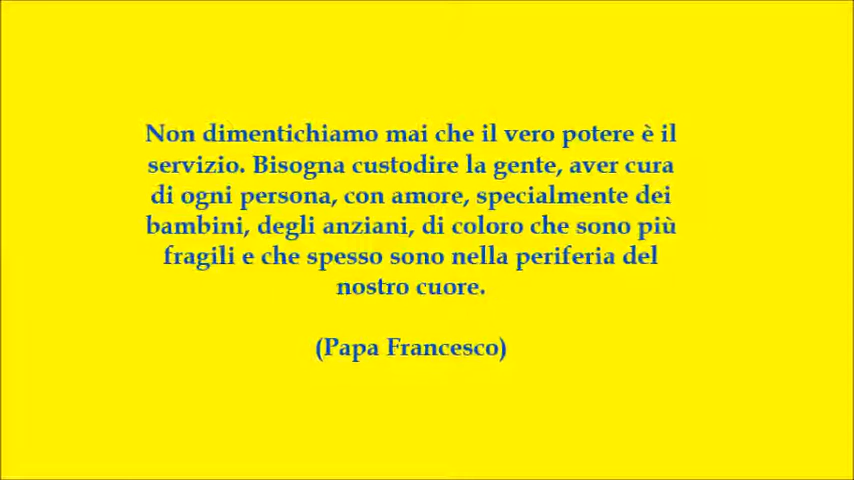 Non dimentichiamo mai che il vero potere è il
servizio. Bisogna custodire la gente, aver cura
di ogni persona, con amore, specialmente dei
bambini, degli anziani, di coloro che sono più
fragili e che spesso sono nella periferia del
nostro cuore.
(Papa Francesco)